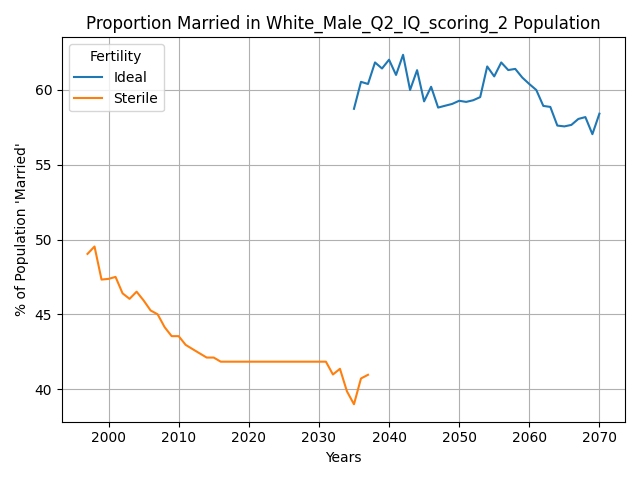 Proportion Married in White_Male_Q2_IQ_scoring_2 Population
Fertility
Ideal
Sterile
% of Population 'Married'
60
55
50
45
40
2000
2010
2020
2030
2040
2050
2060
2070
Years